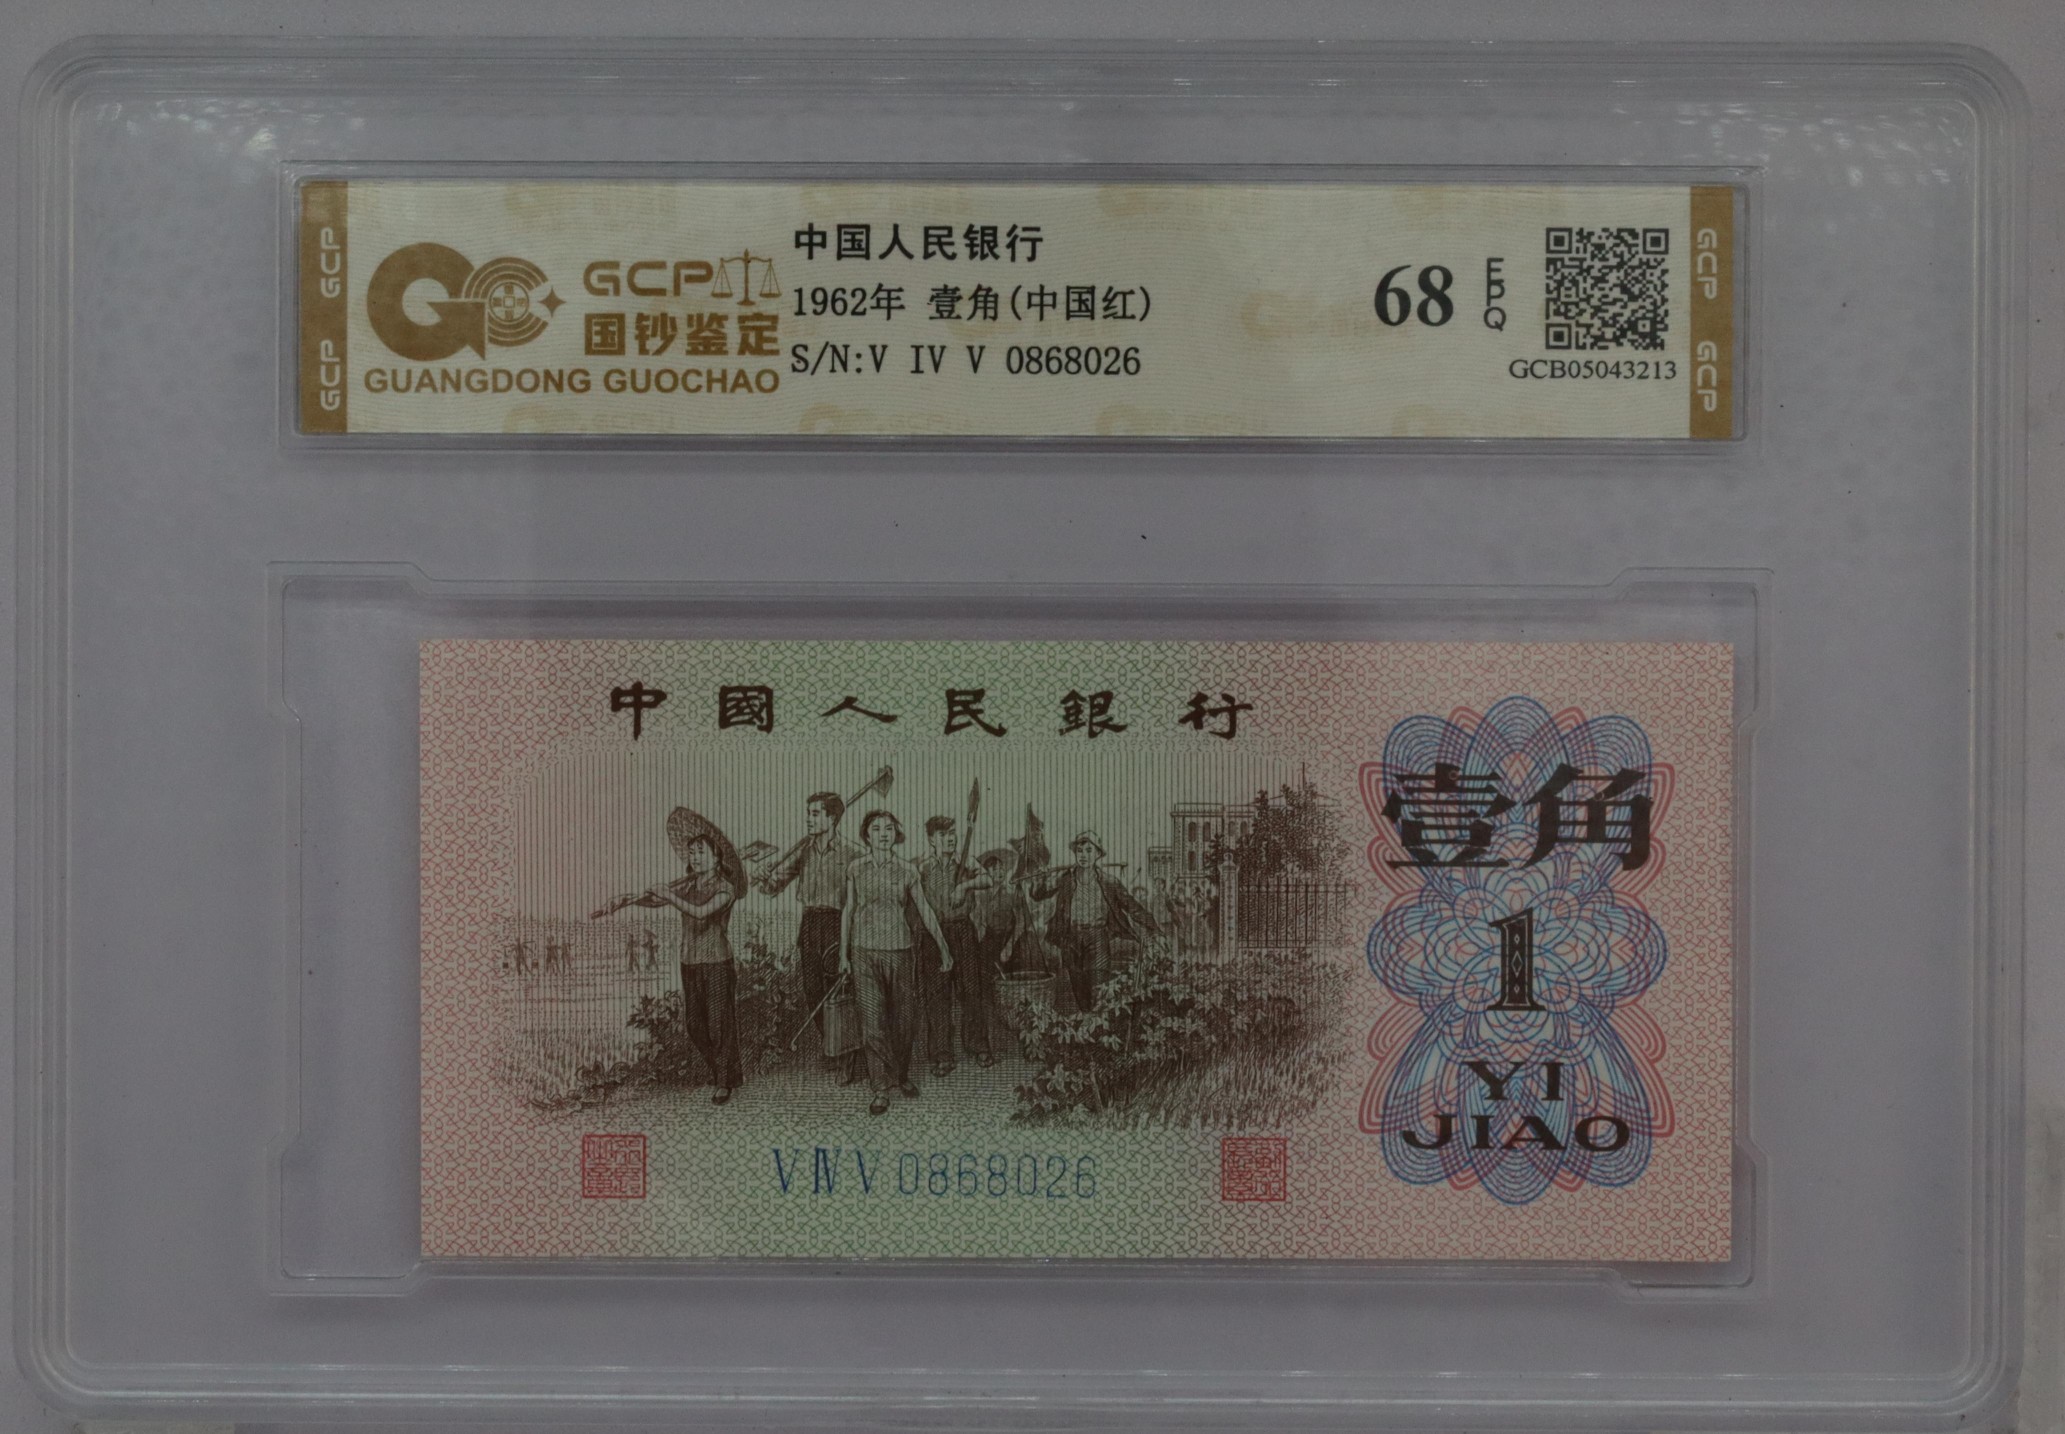 GCP GCP
GCP
国钞鉴定
GUANGDONG GUOCHAO
中国人民银行
1962年 壹角(中国红)
S/N:V IV V 0868026
68
EPQ
GCB05043213
GCP GCP
中國人民銀行
壹角
1
YI
JIAO
V IV V 0868026